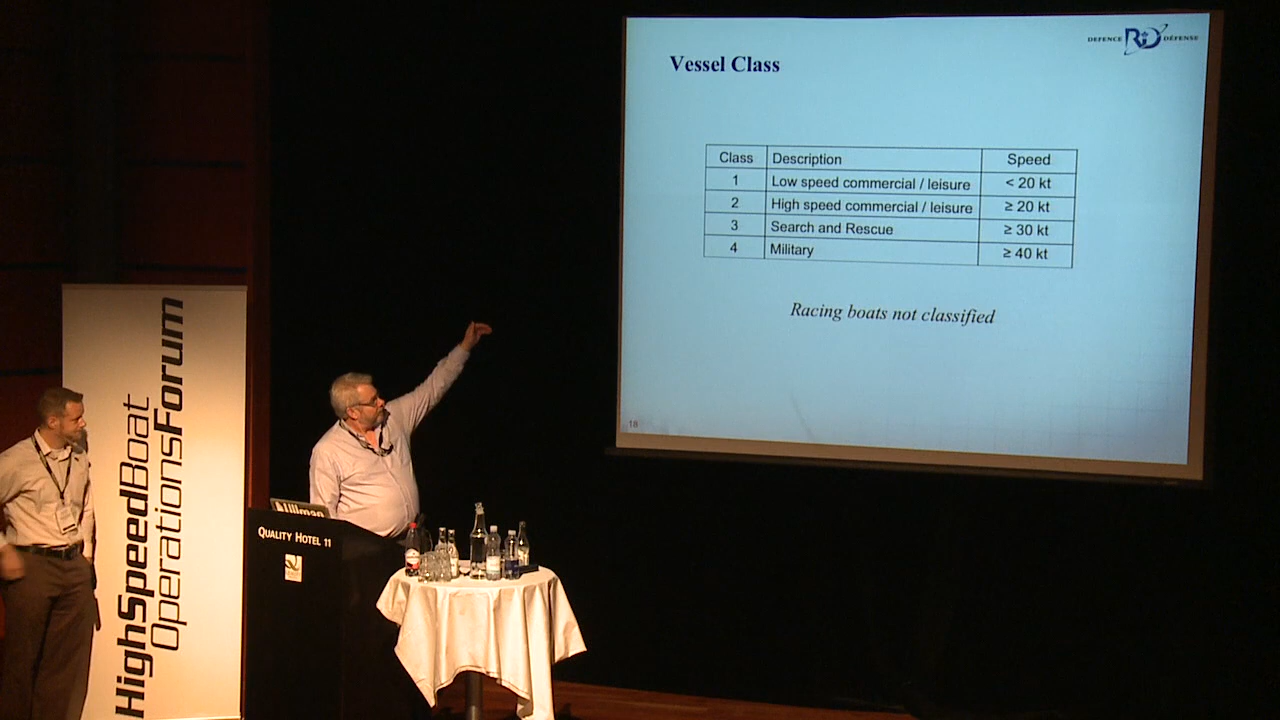 DEFENCE RD DÉFENSE
Vessel Class
Class Description Speed
1 Low speed commercial / leisure < 20 kt
2 High speed commercial / leisure ≥ 20 kt
3 Search and Rescue ≥ 30 kt
4 Military ≥ 40 kt
Racing boats not classified
18
HighSpeedBoat
OperationsForum
Ullman
QUALITY HOTEL 11